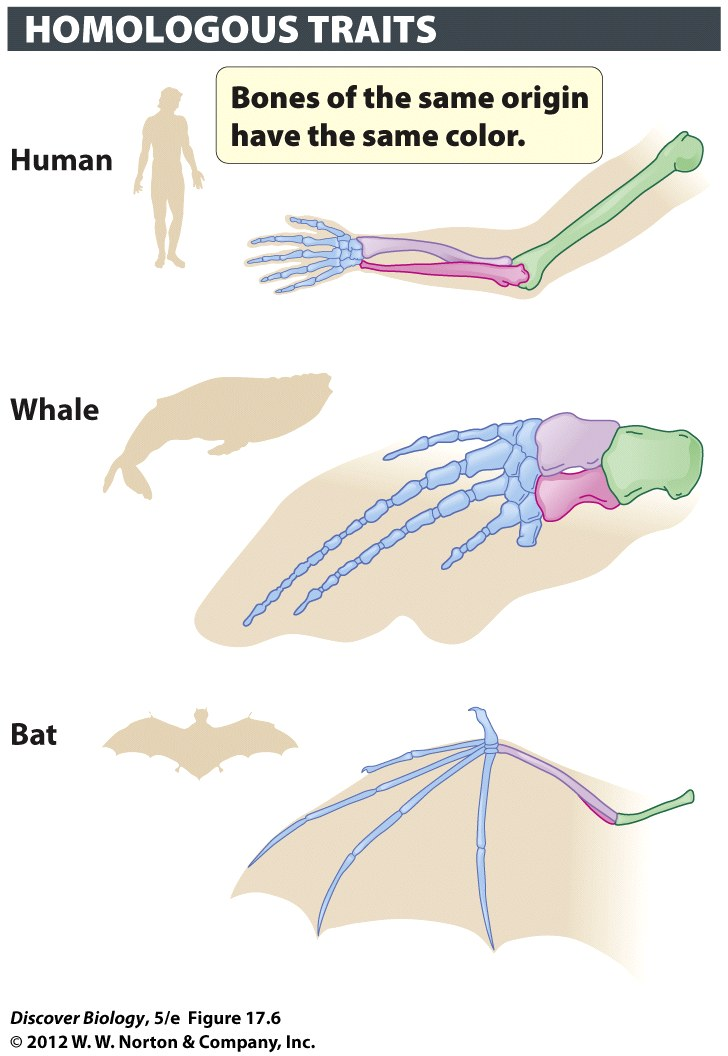 HOMOLOGOUS TRAITS
Bones of the same origin
have the same color.
Human
Whale
Bat
Discover Biology, 5/e Figure 17.6
© 2012 W. W. Norton & Company, Inc.